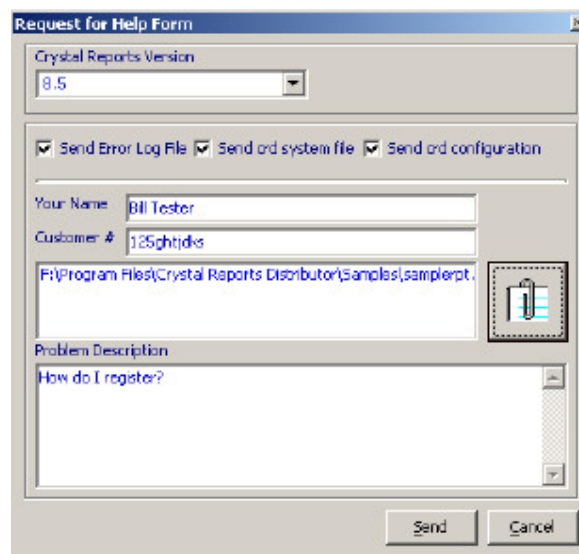 Request for Help Form
Crystal Reports Version
8.5
Send Error Log File Send crd system file Send crd configuration
Your Name Bill Tester
Customer # 125ghtjdks
F:\Program Files\Crystal Reports Distributor\Samples\samplerpt.
Problem Description
How do I register?
Send Cancel